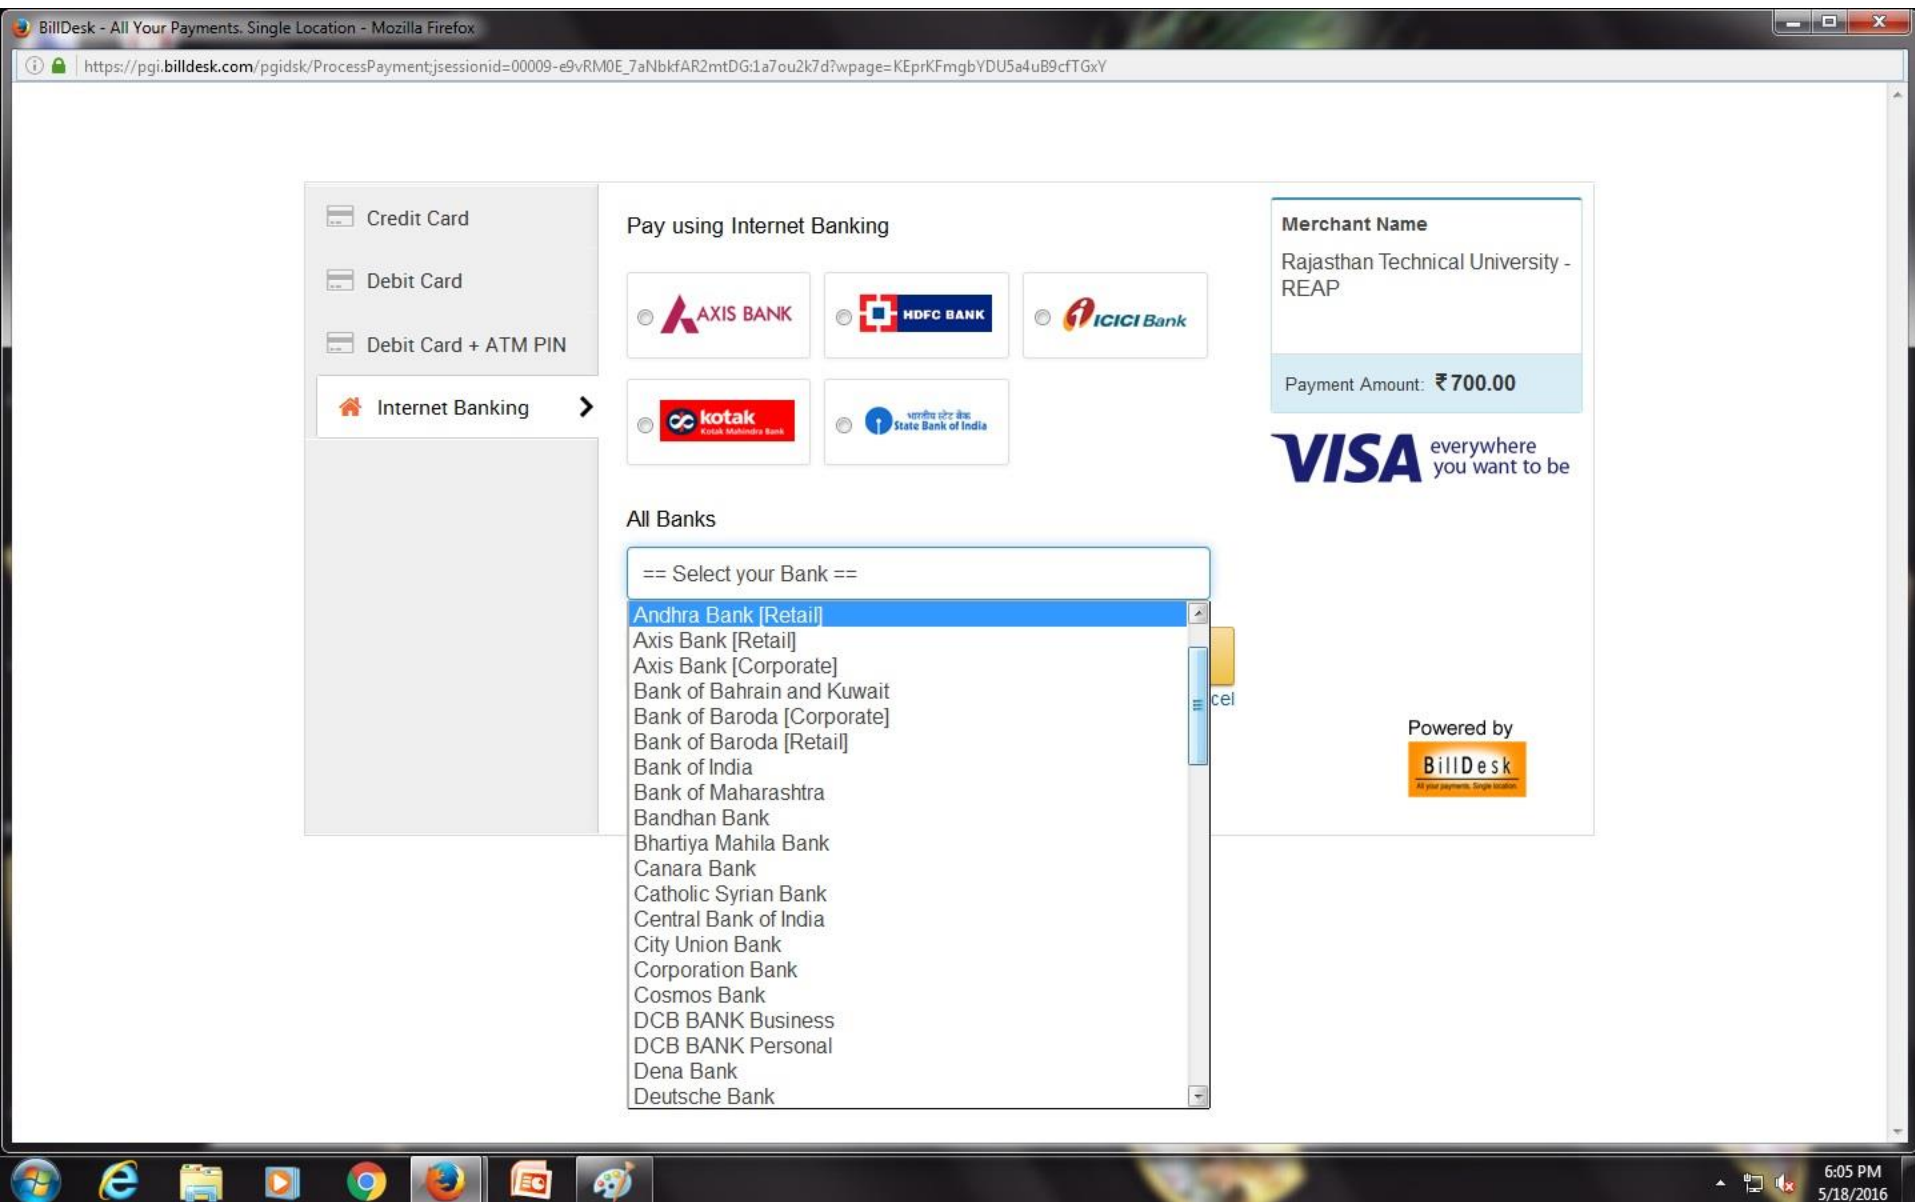 BillDesk - All Your Payments. Single Location - Mozilla Firefox
https://pgi.billdesk.com/pgidsk/ProcessPayment;jsessionid=00009-e9vRM0E_7aNbkfAR2mtDG:1a7ou2k7d?wpage=KEprKFmgbYDU5a4uB9cfTGxY
Credit Card
Debit Card
Debit Card + ATM PIN
Internet Banking
Pay using Internet Banking
AXIS BANK
HDFC BANK
ICICI Bank
kotak
Kotak Mahindra Bank
भारतीय स्टेट बैंक
State Bank of India
All Banks
== Select your Bank ==
Andhra Bank [Retail]
Axis Bank [Retail]
Axis Bank [Corporate]
Bank of Bahrain and Kuwait
Bank of Baroda [Corporate]
Bank of Baroda [Retail]
Bank of India
Bank of Maharashtra
Bandhan Bank
Bhartiya Mahila Bank
Canara Bank
Catholic Syrian Bank
Central Bank of India
City Union Bank
Corporation Bank
Cosmos Bank
DCB BANK Business
DCB BANK Personal
Dena Bank
Deutsche Bank
cel
Merchant Name
Rajasthan Technical University -
REAP
Payment Amount: ₹700.00
VISA everywhere
you want to be
Powered by
BillDesk
All your payments. Single location.
6:05 PM
5/18/2016